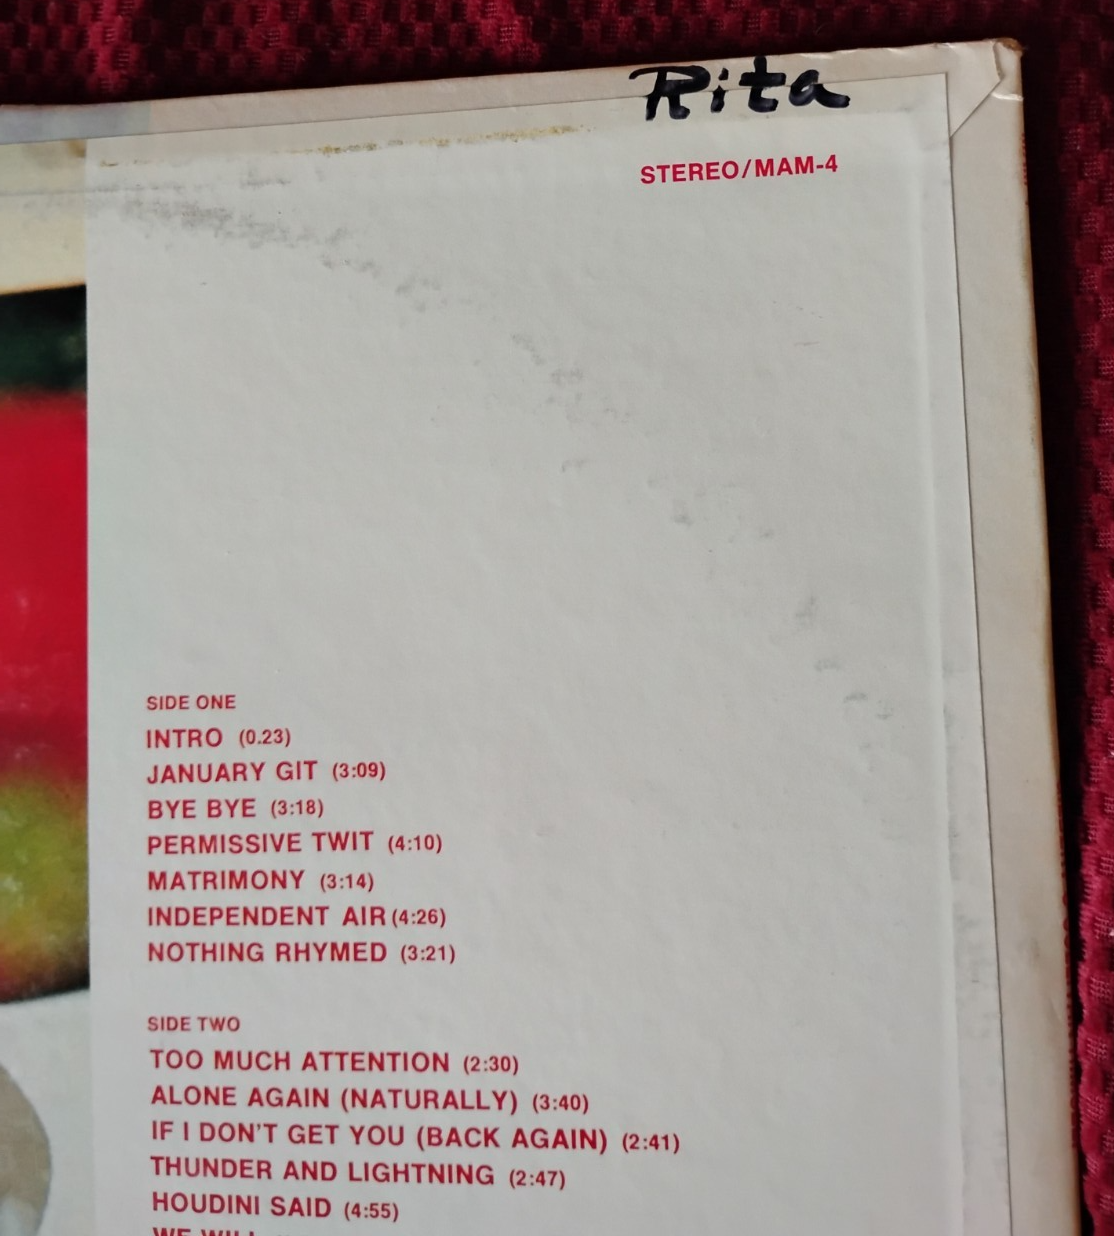 Rita
STEREO/MAM-4
SIDE ONE
INTRO (0.23)
JANUARY GIT (3:09)
BYE BYE (3:18)
PERMISSIVE TWIT (4:10)
MATRIMONY (3:14)
INDEPENDENT AIR (4:26)
NOTHING RHYMED (3:21)
SIDE TWO
TOO MUCH ATTENTION (2:30)
ALONE AGAIN (NATURALLY) (3:40)
IF I DON'T GET YOU (BACK AGAIN) (2:41)
THUNDER AND LIGHTNING (2:47)
HOUDINI SAID (4:55)
WE WILL